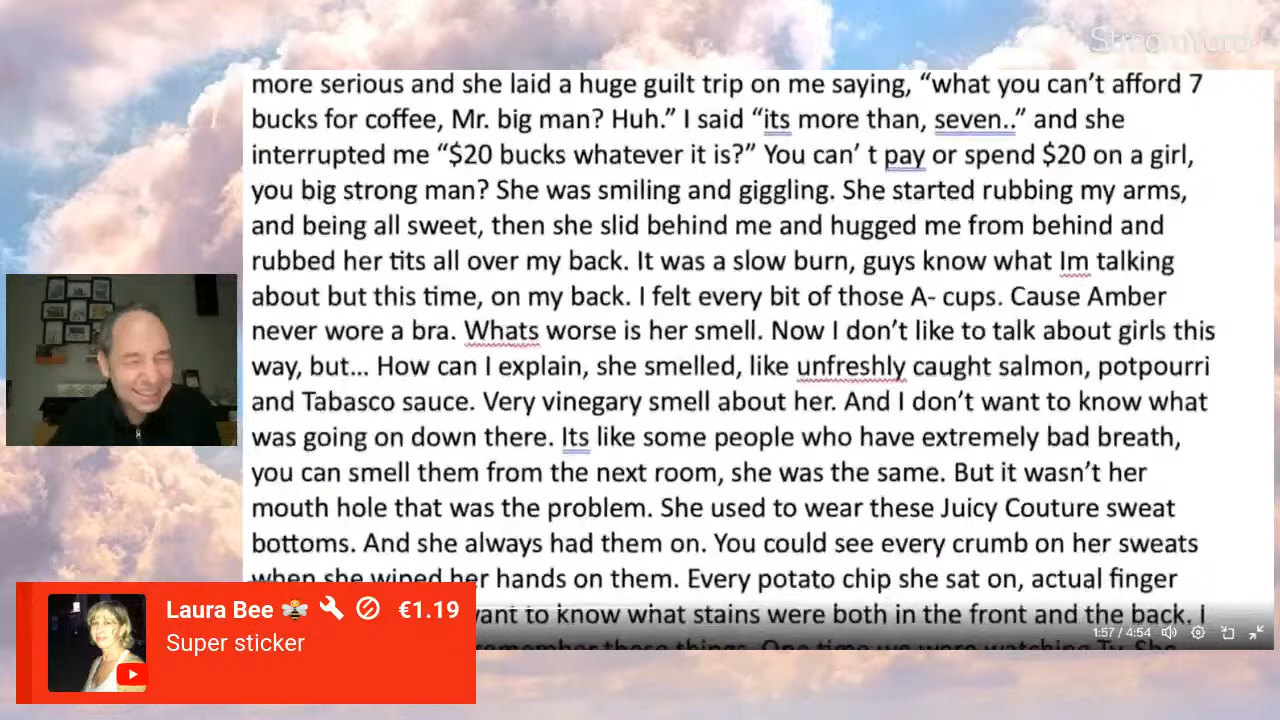 StreamYard
more serious and she laid a huge guilt trip on me saying, “what you can’t afford 7
bucks for coffee, Mr. big man? Huh.” I said “its more than, seven..” and she
interrupted me “$20 bucks whatever it is?” You can’ t pay or spend $20 on a girl,
you big strong man? She was smiling and giggling. She started rubbing my arms,
and being all sweet, then she slid behind me and hugged me from behind and
rubbed her tits all over my back. It was a slow burn, guys know what Im talking
about but this time, on my back. I felt every bit of those A- cups. Cause Amber
never wore a bra. Whats worse is her smell. Now I don’t like to talk about girls this
way, but... How can I explain, she smelled, like unfreshly caught salmon, potpourri
and Tabasco sauce. Very vinegary smell about her. And I don’t want to know what
was going on down there. Its like some people who have extremely bad breath,
you can smell them from the next room, she was the same. But it wasn’t her
mouth hole that was the problem. She used to wear these Juicy Couture sweat
bottoms. And she always had them on. You could see every crumb on her sweats
when she wiped her hands on them. Every potato chip she sat on, actual finger
want to know what stains were both in the front and the back. I
remember these things. One time we were watching Tv. She
1:57 / 4:54
Laura Bee €1.19
Super sticker